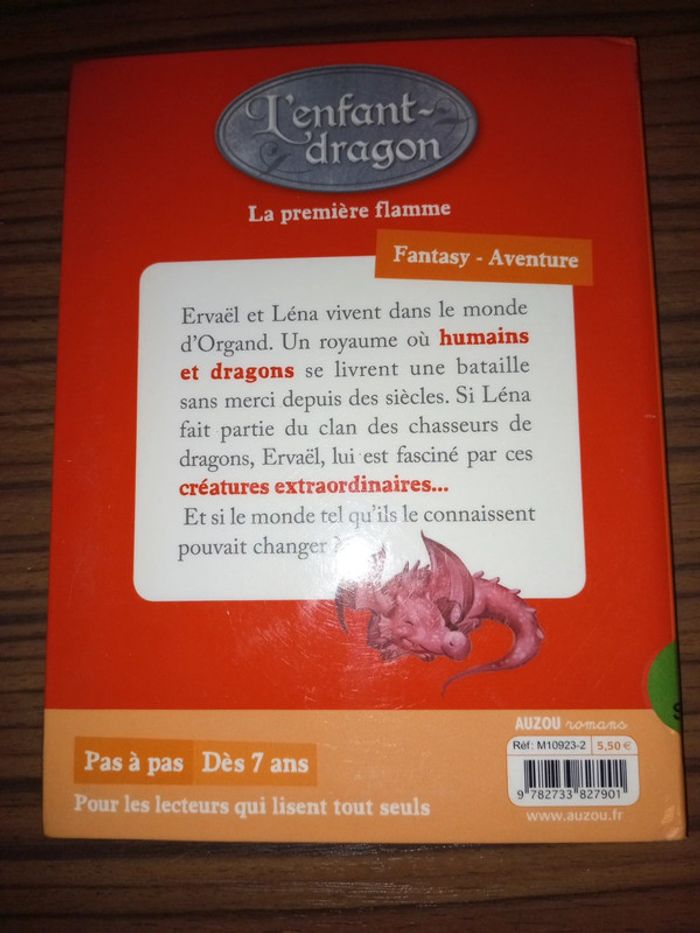 L'enfant-
dragon
La première flamme
Fantasy - Aventure
Ervaël et Léna vivent dans le monde
d'Organd. Un royaume où humains
et dragons se livrent une bataille
sans merci depuis des siècles. Si Léna
fait partie du clan des chasseurs de
dragons, Ervaël, lui est fasciné par ces
créatures extraordinaires...
Et si le monde tel qu'ils le connaissent
pouvait changer ?
AUZOU romans
Réf: M10923-2 5,50 €
Pas à pas Dès 7 ans
9 782733 827901
Pour les lecteurs qui lisent tout seuls
www.auzou.fr